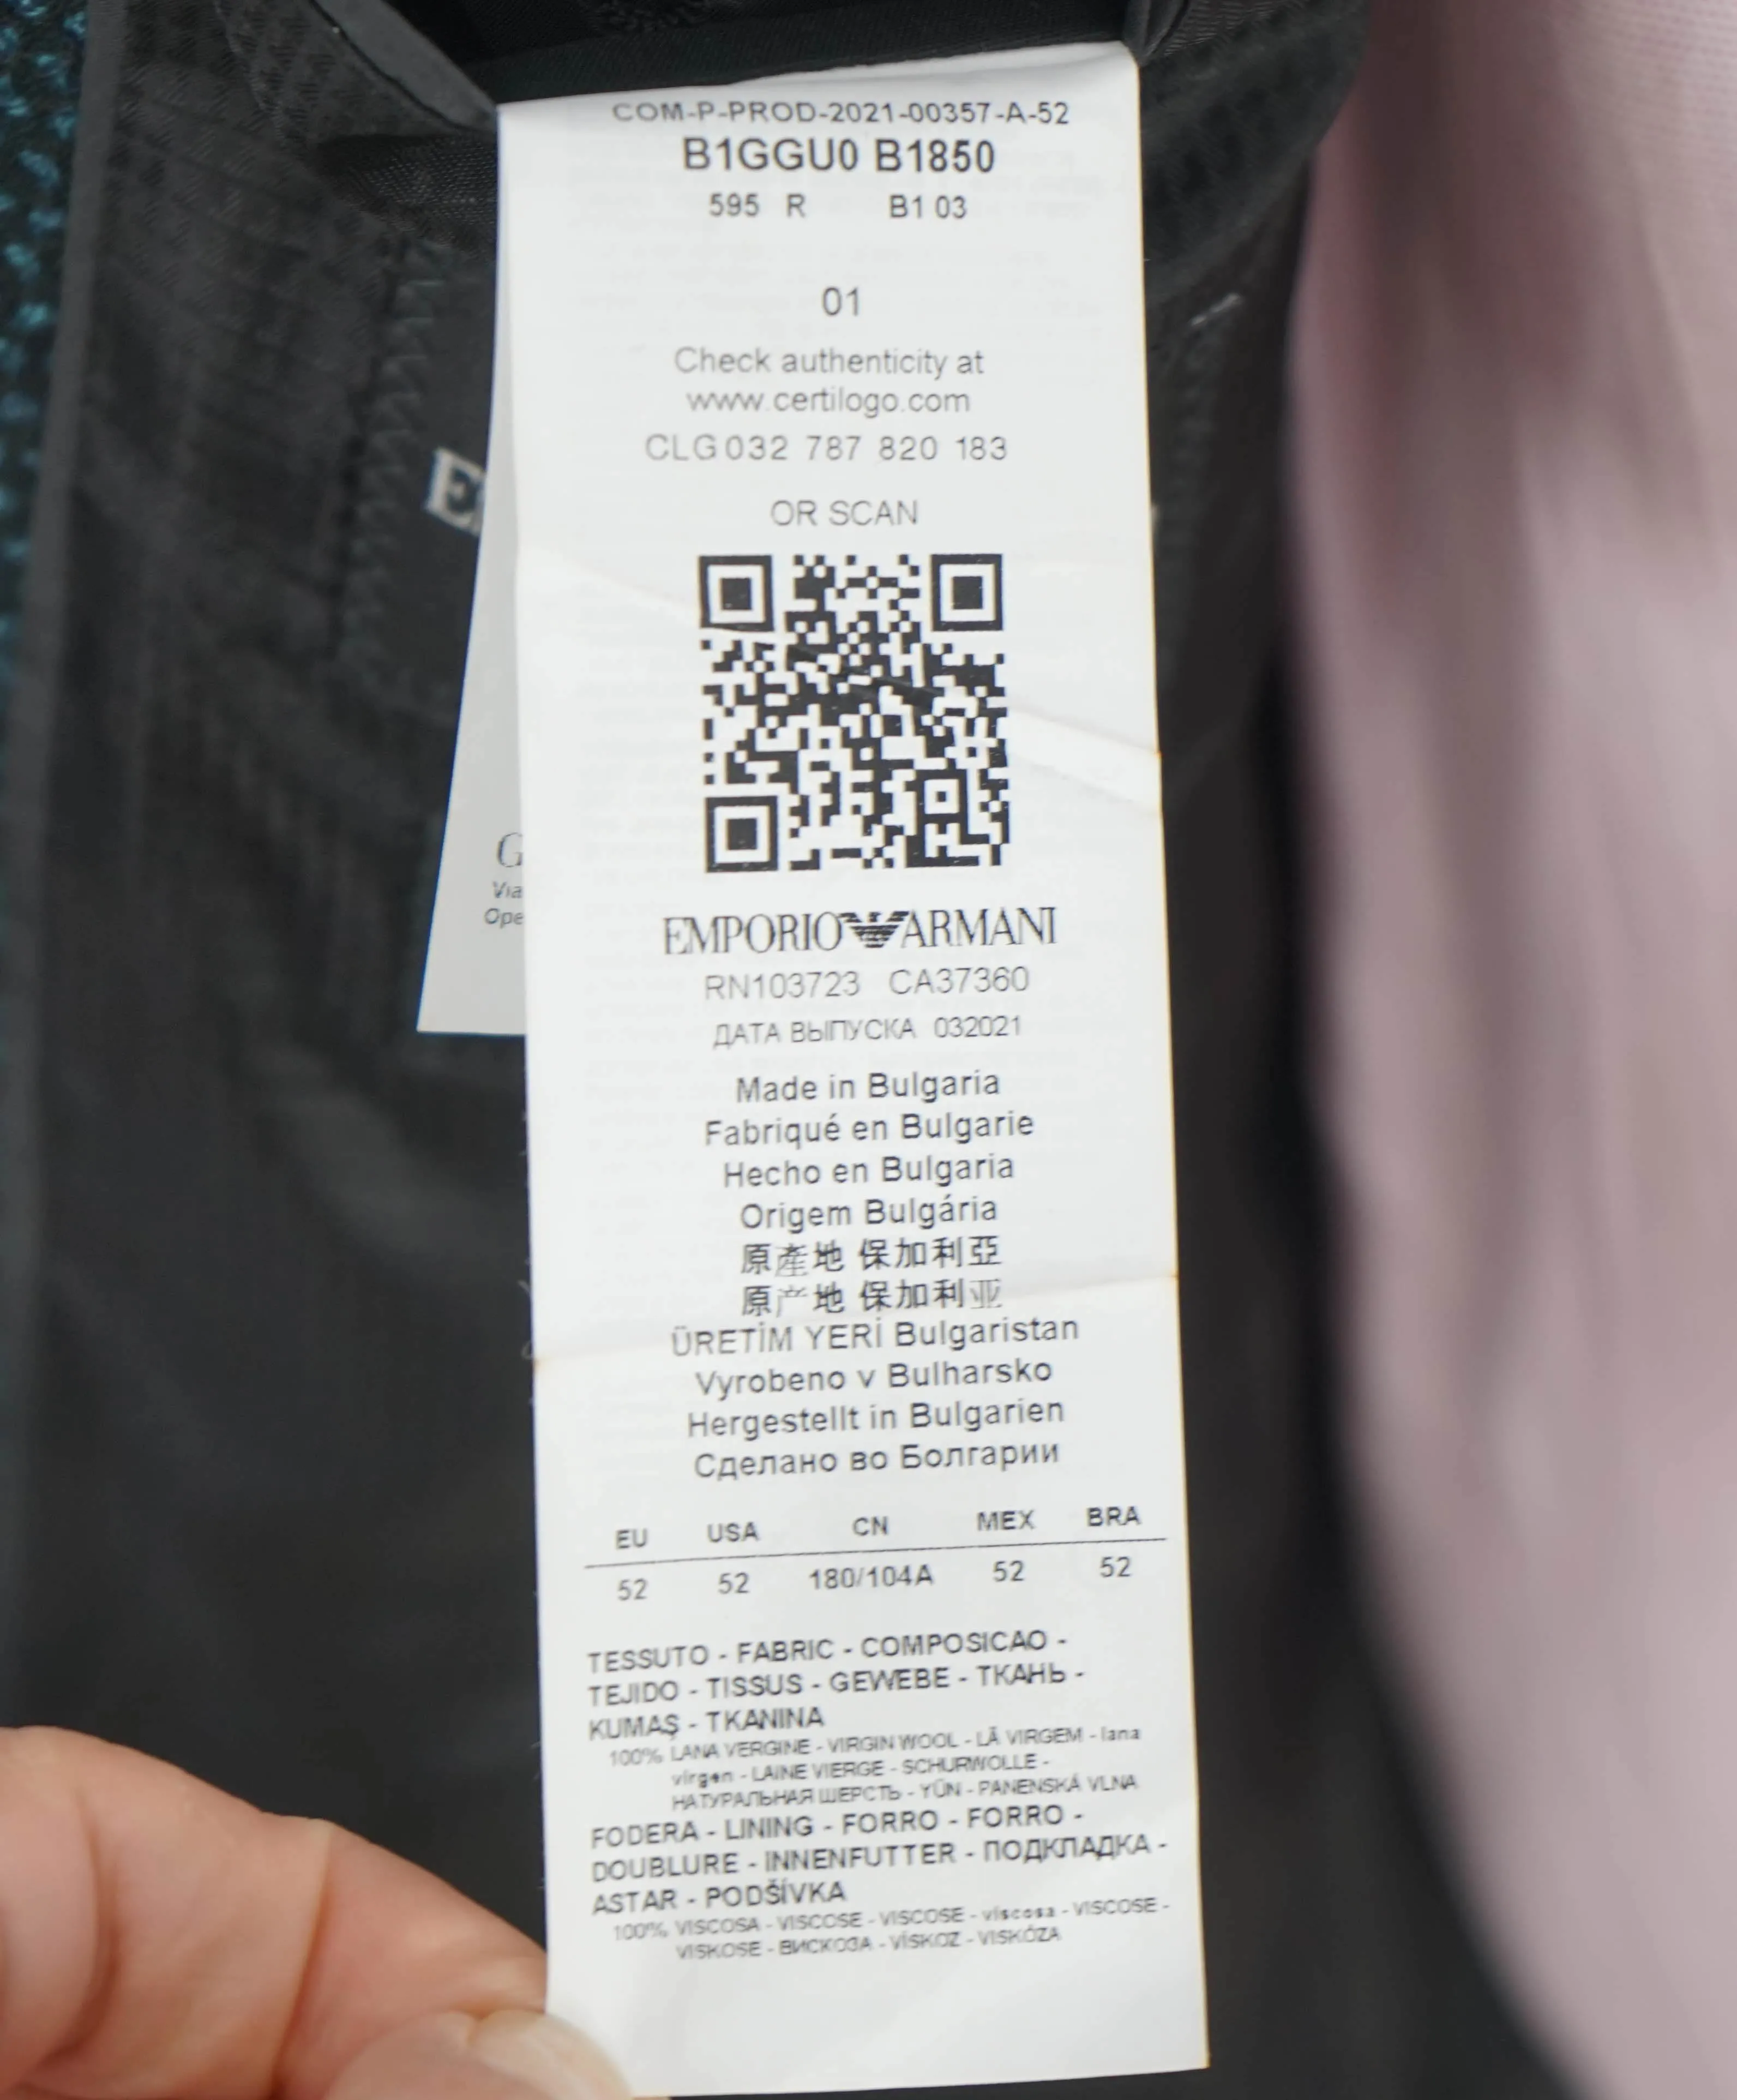 COM-P-PROD-2021-00357-A-52
B1GGU0 B1850
595 R B1 03
01
Check authenticity at
www.certilogo.com
CLG 032 787 820 183
OR SCAN
EMPORIO ARMANI
RN103723 CA37360
ДАТА ВЫПУСКА 032021
Made in Bulgaria
Fabriqué en Bulgarie
Hecho en Bulgaria
Origem Bulgária
原產地 保加利亞
原产地 保加利亚
ÜRETİM YERİ Bulgaristan
Vyrobeno v Bulharsko
Hergestellt in Bulgarien
Сделано во Болгарии
EU USA CN MEX BRA
52 52 180/104A 52 52
TESSUTO - FABRIC - COMPOSICAO -
TEJIDO - TISSUS - GEWEBE - ТКАНЬ -
KUMAŞ - TKANINA
100% LANA VERGINE - VIRGIN WOOL - LÃ VIRGEM - lana
virgen - LAINE VIERGE - SCHURWOLLE -
НАТУРАЛЬНАЯ ШЕРСТЬ - YÜN - PANENSKÁ VLNA
FODERA - LINING - FORRO - FORRO -
DOUBLURE - INNENFUTTER - ПОДКЛАДКА -
ASTAR - PODŠÍVKA
100% VISCOSA - VISCOSE - VISCOSE - viscosa - VISCOSE -
VISKOSE - ВИСКОЗА - VİSKOZ - VISKÓZA
Via
Ope